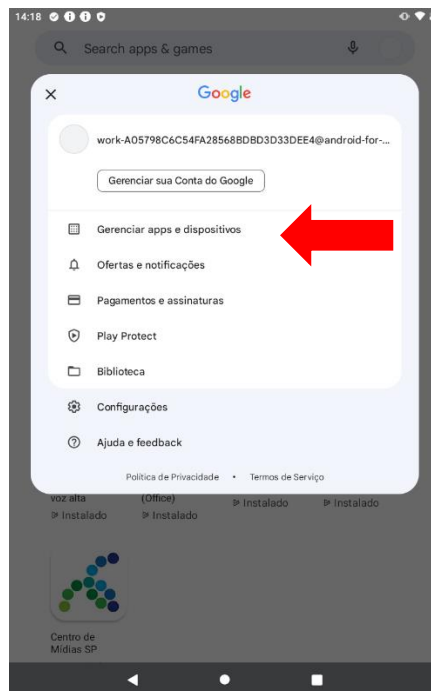 14:18
Search apps & games
Google
work-A05798C6C54FA28568BDBD3D33DEE4@android-for-...
Gerenciar sua Conta do Google
Gerenciar apps e dispositivos
Ofertas e notificações
Pagamentos e assinaturas
Play Protect
Biblioteca
Configurações
Ajuda e feedback
Política de Privacidade • Termos de Serviço
voz alta
(Office)
Instalado
Instalado
Instalado
Instalado
Centro de
Mídias SP